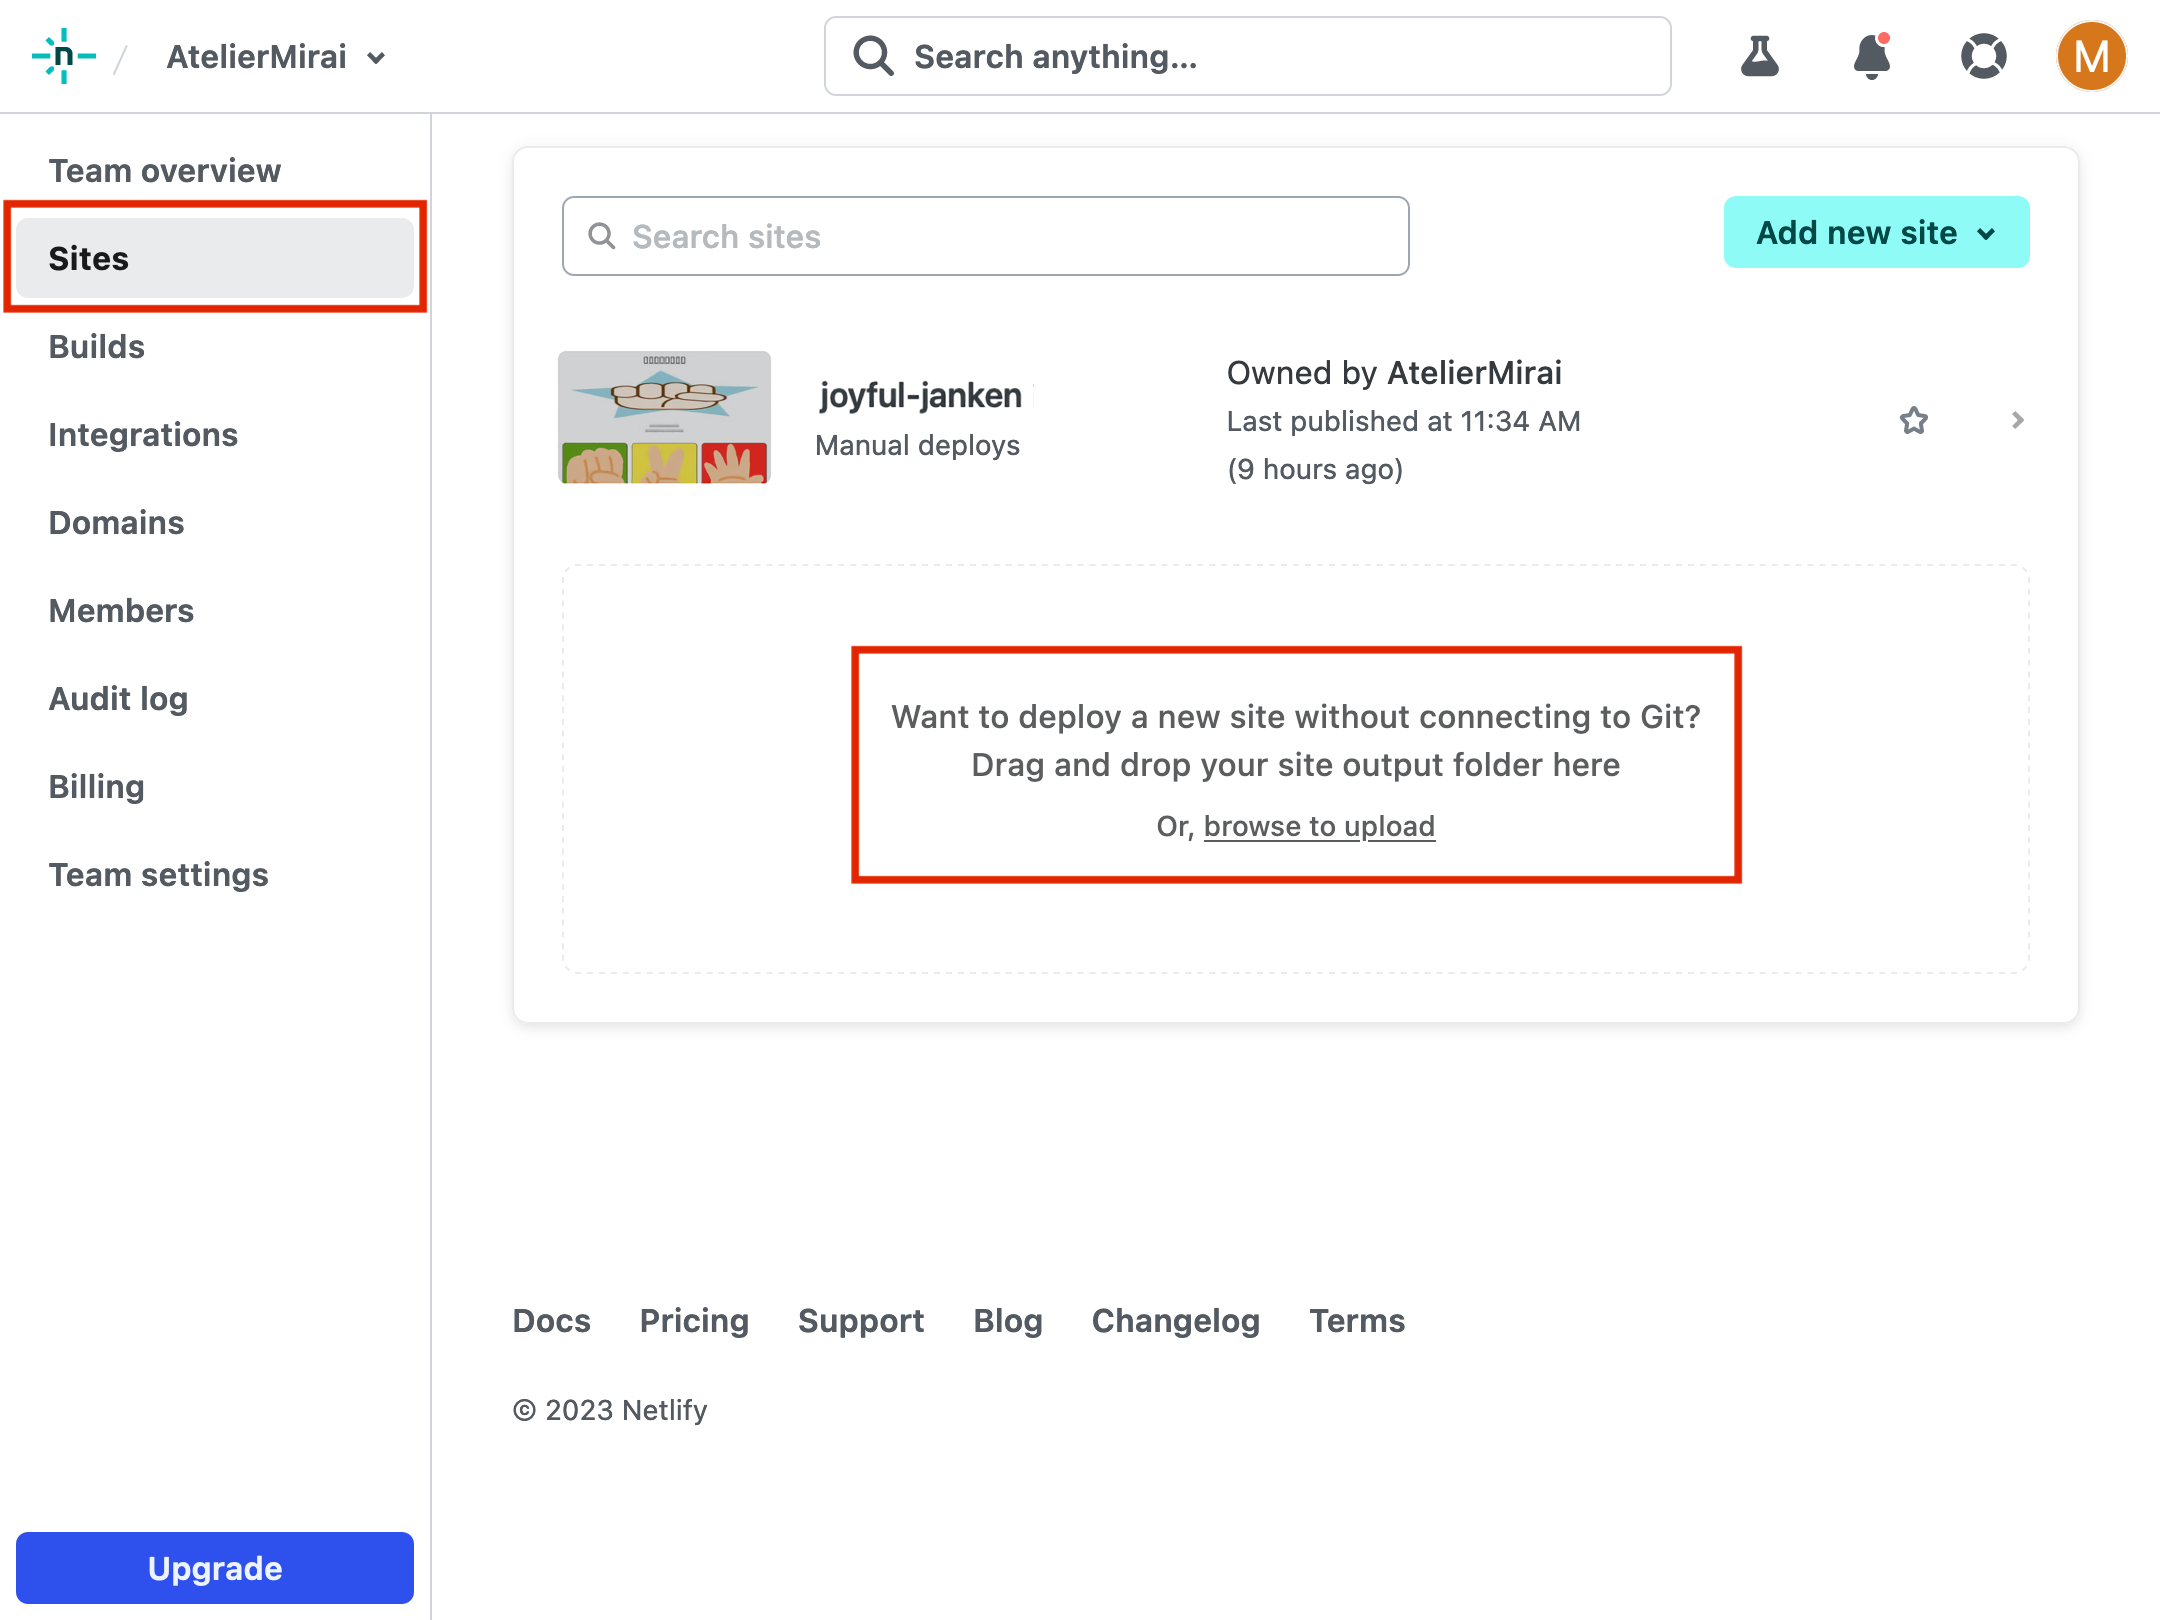 n / AtelierMirai
Search anything...
M
Team overview
Sites
Builds
Integrations
Domains
Members
Audit log
Billing
Team settings
Upgrade
Search sites
Add new site
joyful-janken
Manual deploys
Owned by AtelierMirai
Last published at 11:34 AM
(9 hours ago)
Want to deploy a new site without connecting to Git?
Drag and drop your site output folder here
Or, browse to upload
Docs Pricing Support Blog Changelog Terms
© 2023 Netlify